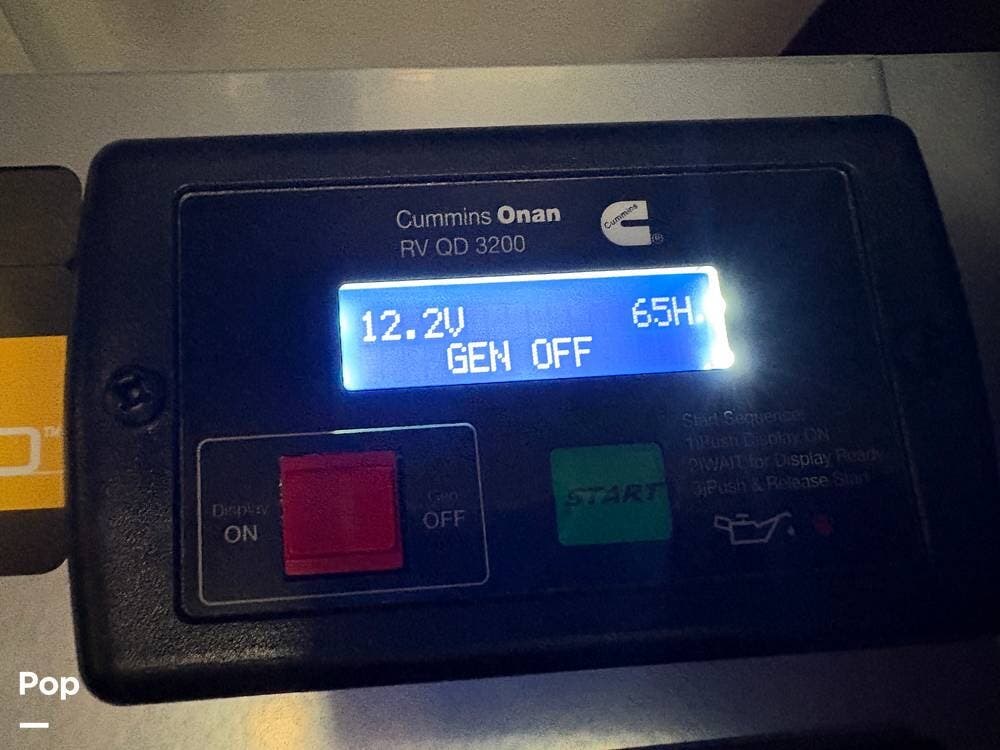 Cummins Onan
RV QD 3200
Cummins
®
12.2V 65H.
GEN OFF
Start Sequence:
1)Push Display ON
2)WAIT for Display Ready
3)Push & Release Start
Display
ON
Gen
OFF
START
TM
Pop